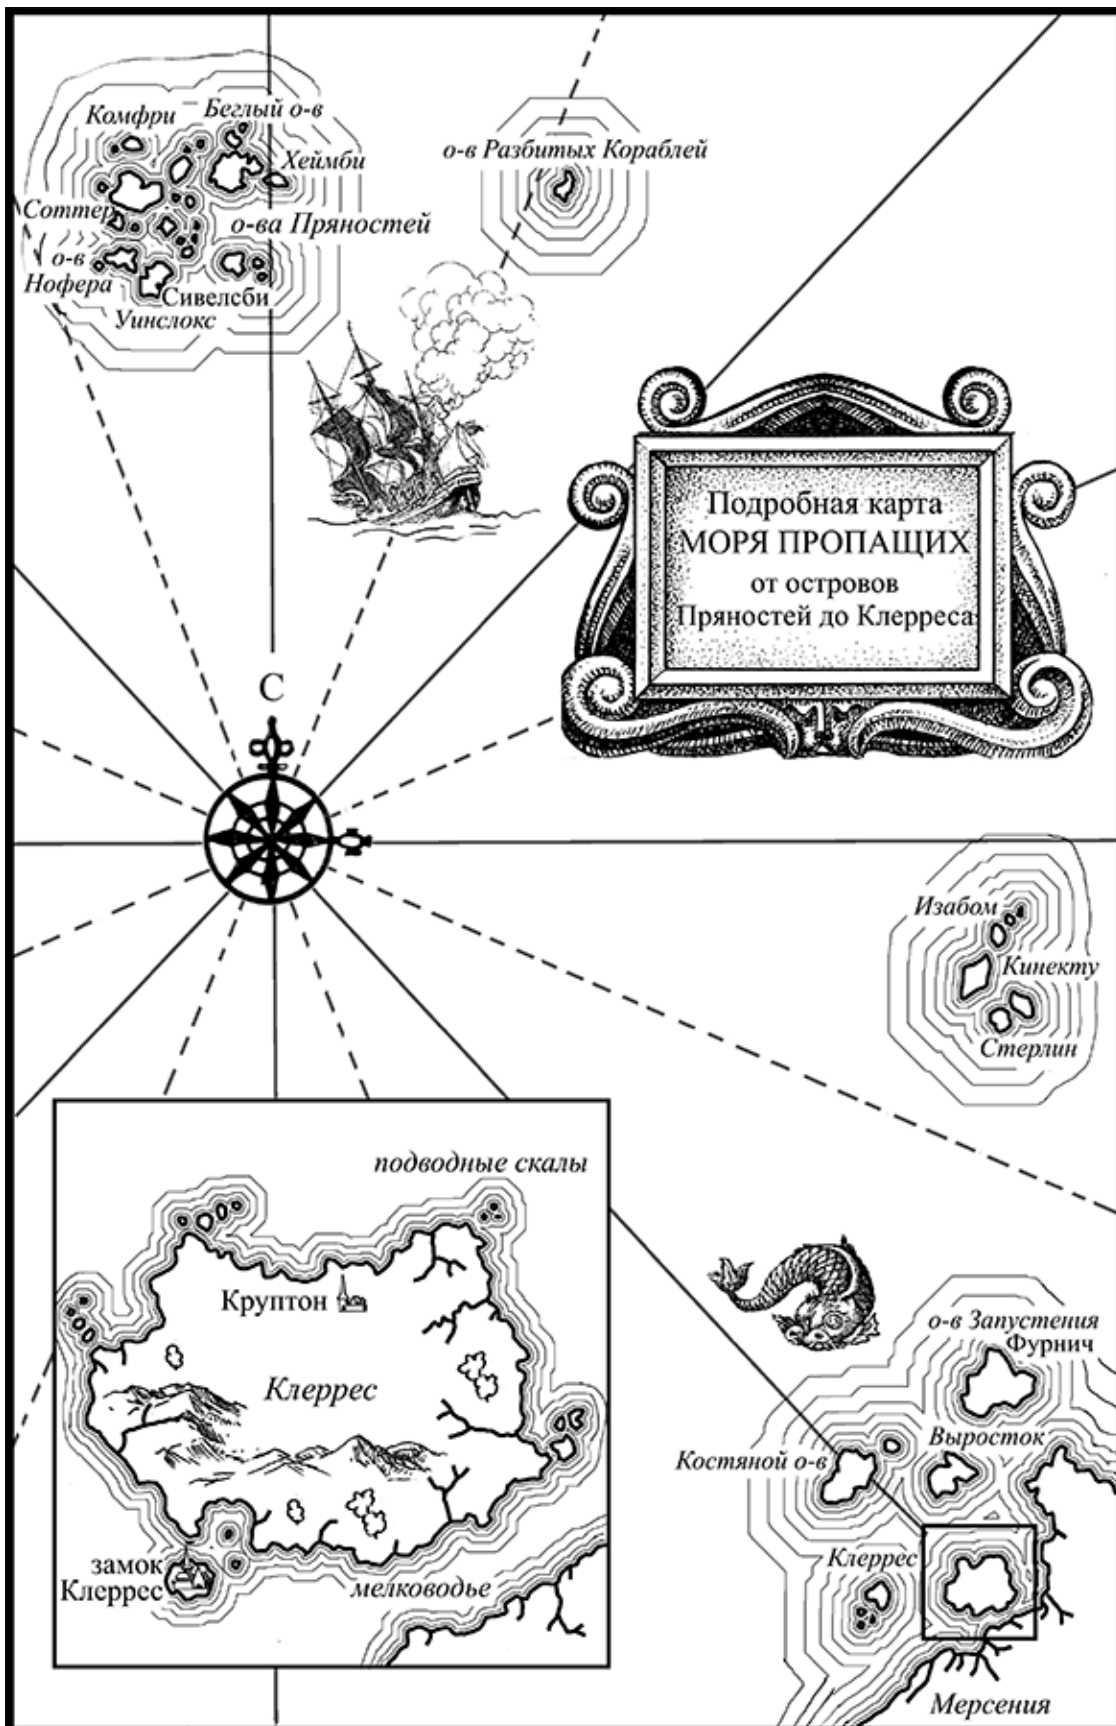 Комфри
Беглый о-в
Хеймби
Соттер
о-ва Пряностей
о-в
Нофера
Сивелсби
Уинслокс
о-в Разбитых Кораблей
Подробная карта
МОРЯ ПРОПАЩИХ
от островов
Пряностей до Клерреса
С
Изабом
Кинекту
Стерлин
подводные скалы
Круптон
Клеррес
замок
Клеррес
мелководье
о-в Запустения
Фурнич
Выросток
Костяной о-в
Клеррес
Мерсения